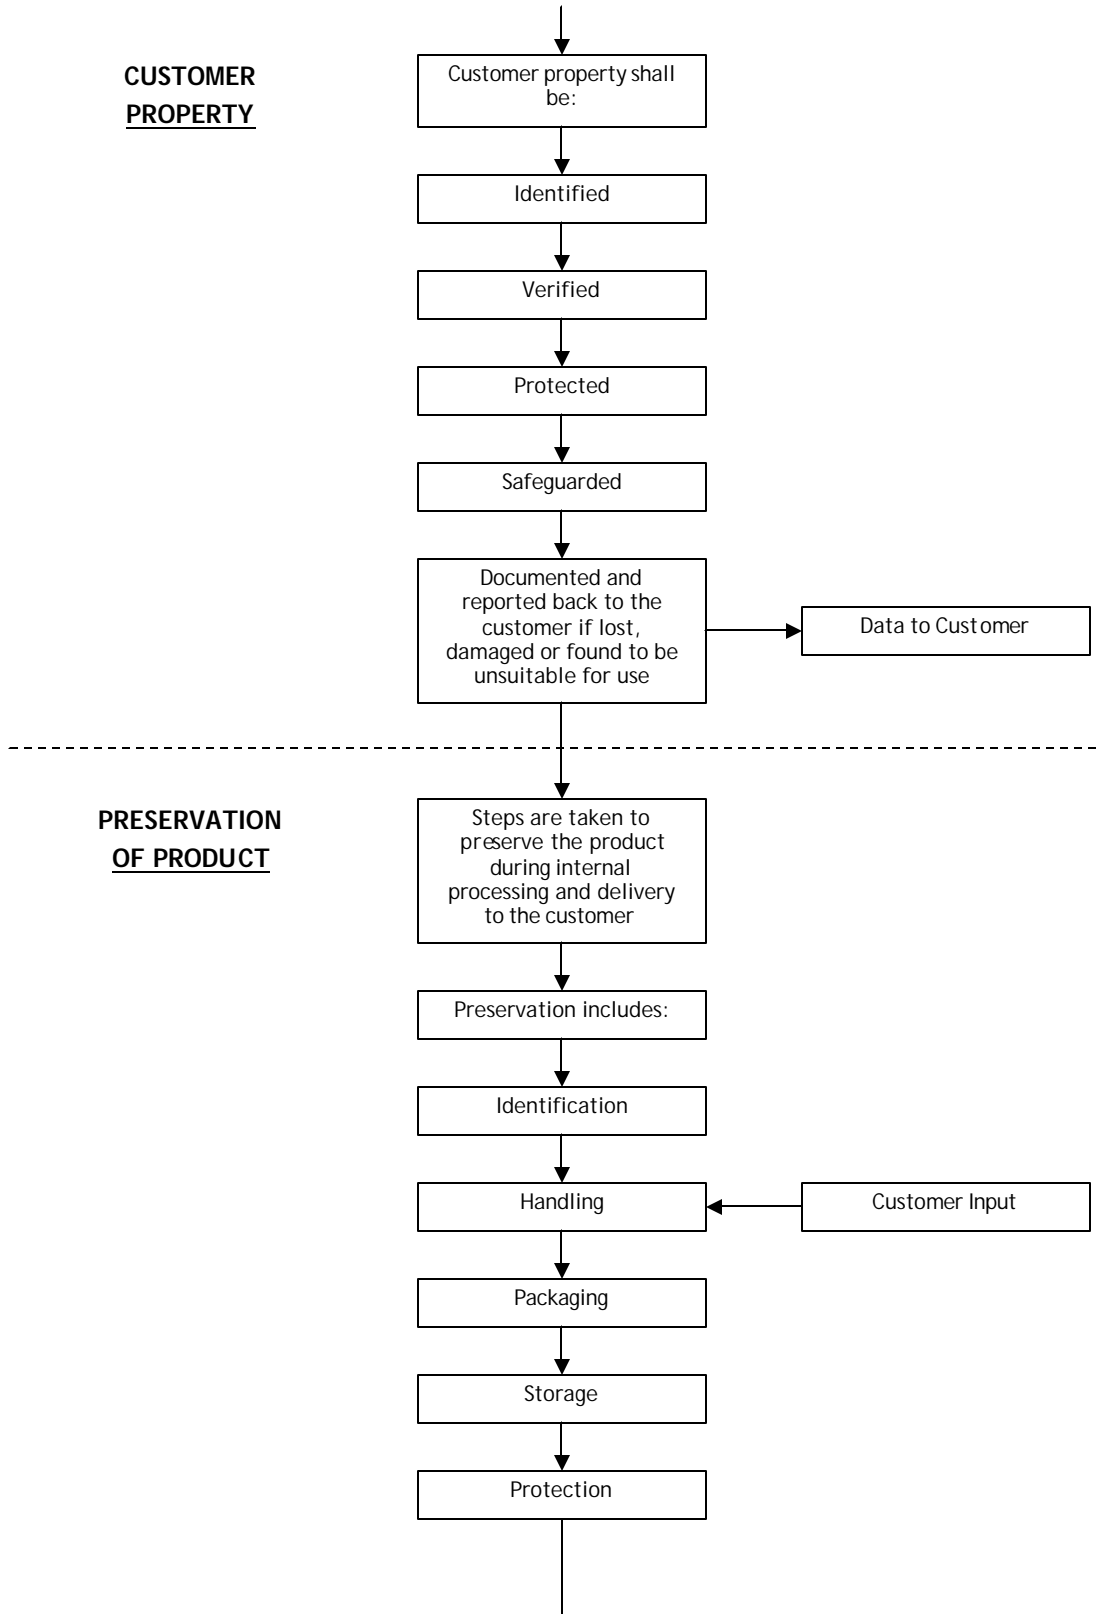 CUSTOMER
PROPERTY
Customer property shall
be:
Identified
Verified
Protected
Safeguarded
Documented and
reported back to the
customer if lost,
damaged or found to be
unsuitable for use
Data to Customer
PRESERVATION
OF PRODUCT
Steps are taken to
preserve the product
during internal
processing and delivery
to the customer
Preservation includes:
Identification
Handling
Customer Input
Packaging
Storage
Protection